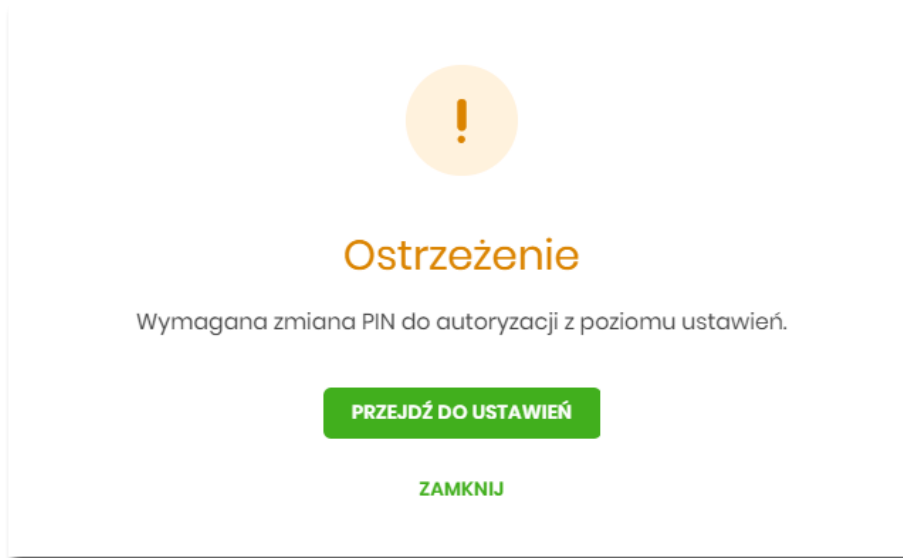 Ostrzeżenie
Wymagana zmiana PIN do autoryzacji z poziomu ustawień.
PRZEJDŹ DO USTAWIEŃ
ZAMKNIJ